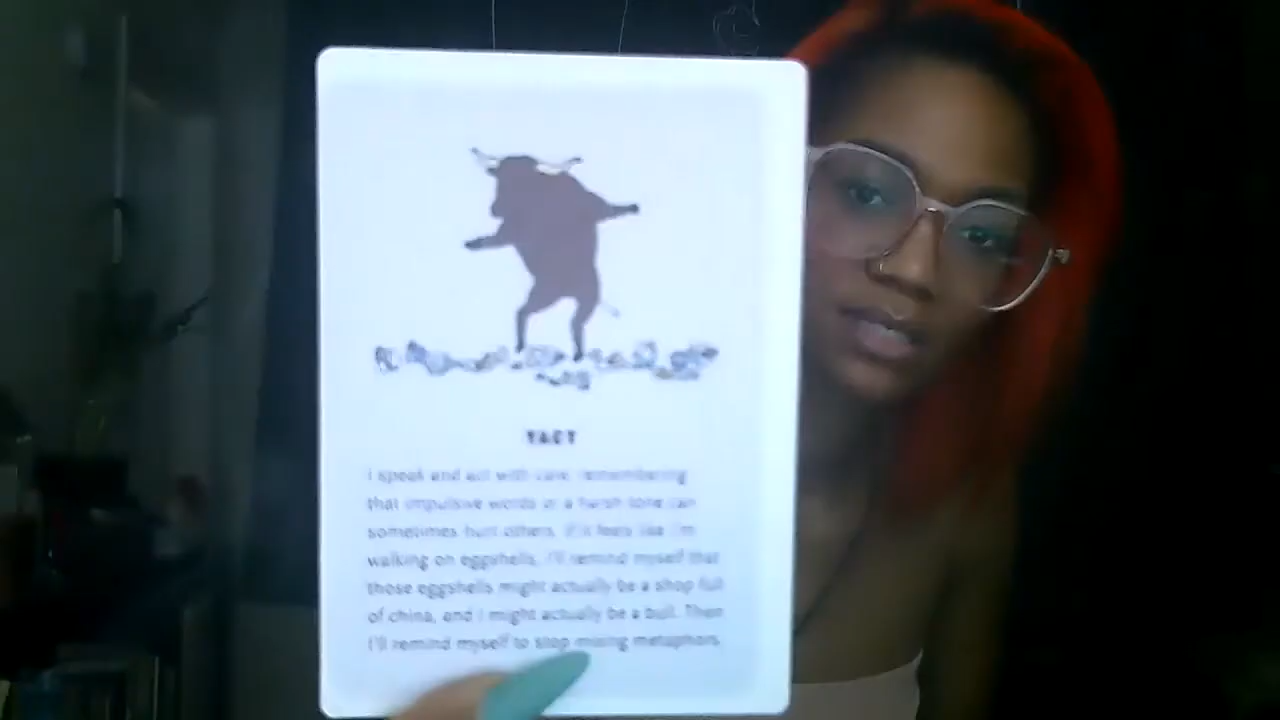 TACT
I speak and act with care, remembering
that impulsive words or a harsh tone can
sometimes hurt others. If it feels like I'm
walking on eggshells, I'll remind myself that
those eggshells might actually be a shop full
of china, and I might actually be a bull. Then
I'll remind myself to stop mixing metaphors.